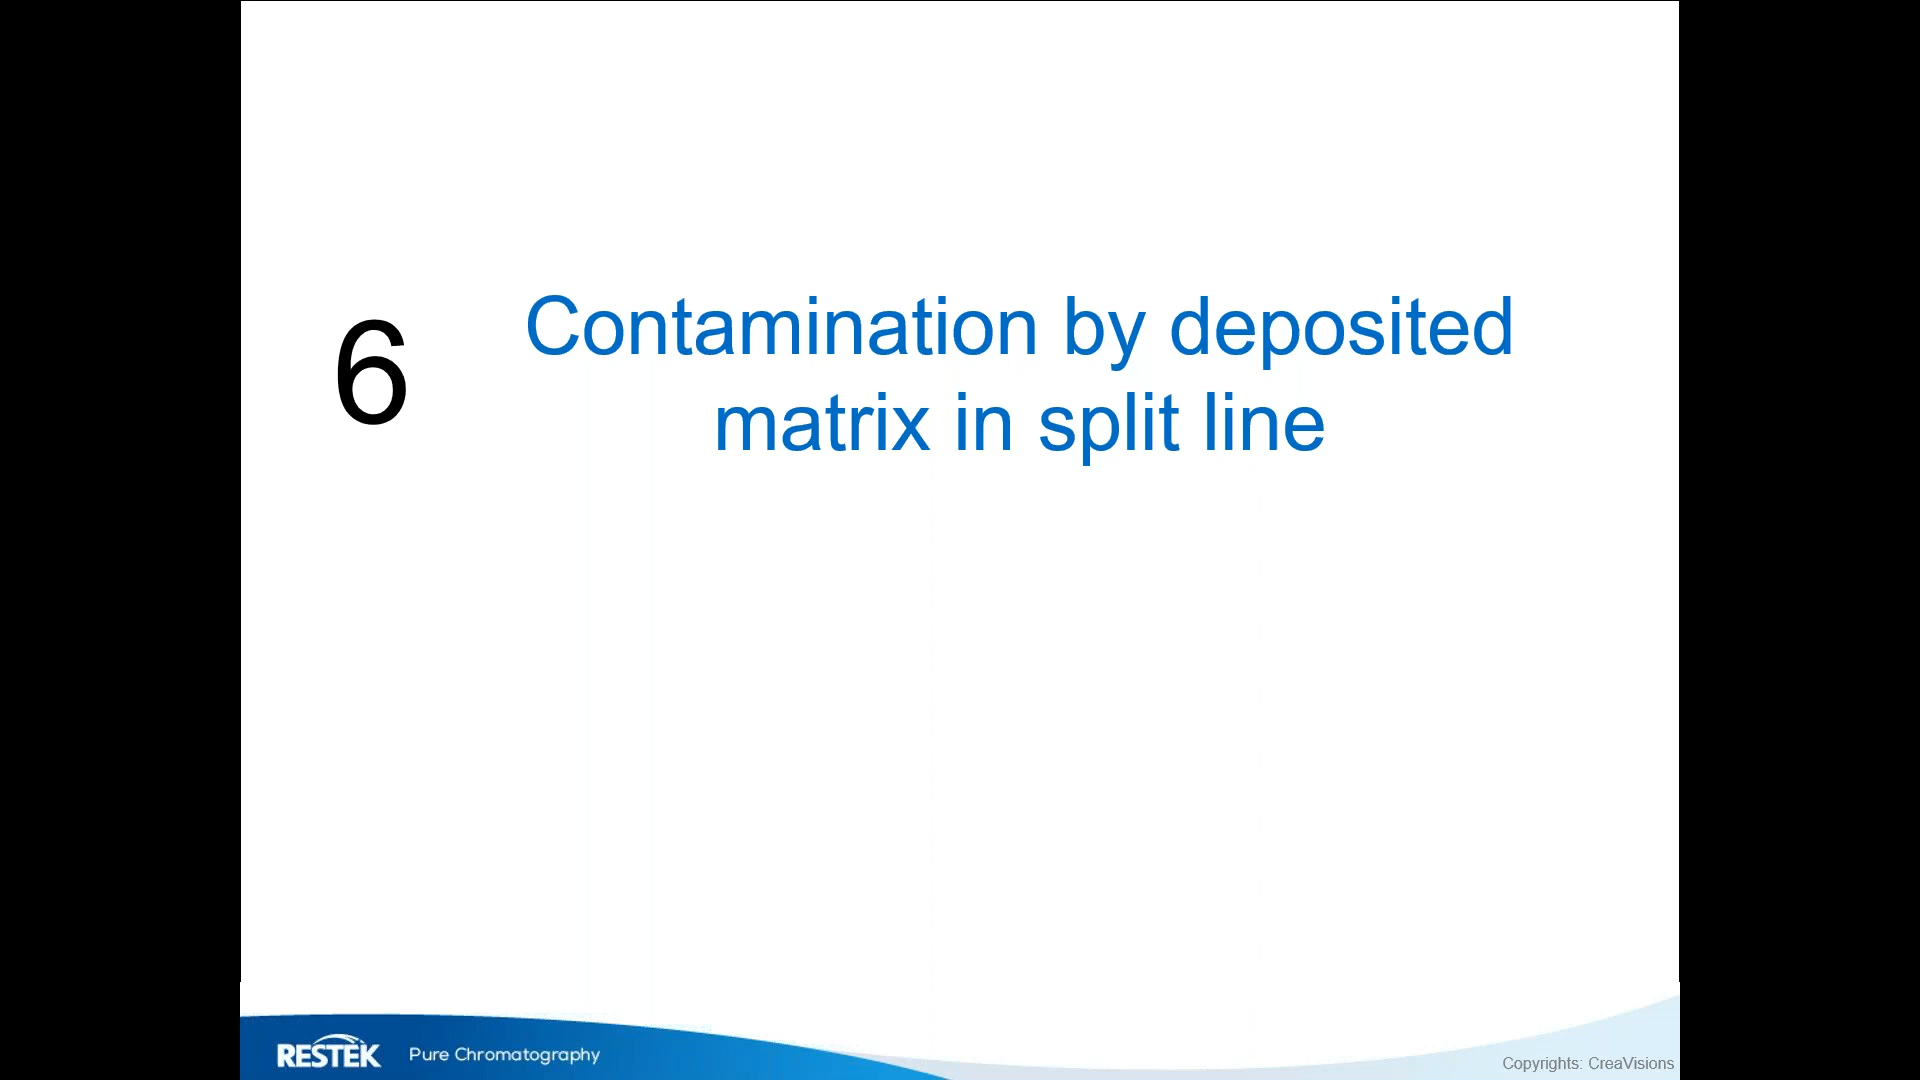 6
Contamination by deposited
matrix in split line
RESTEK
Pure Chromatography
Copyrights: CreaVisions